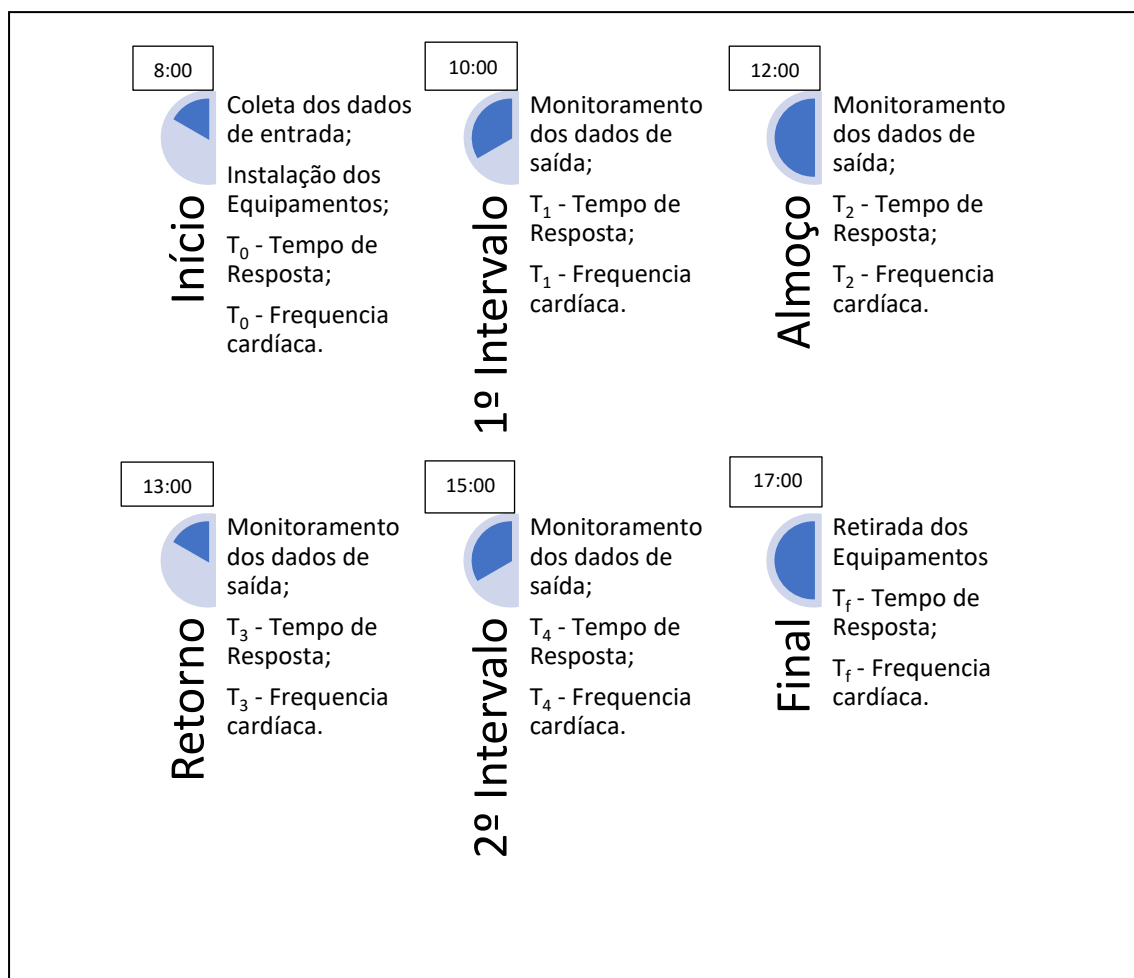 8:00
Início
Coleta dos dados
de entrada;
Instalação dos
Equipamentos;
T₀ - Tempo de
Resposta;
T₀ - Frequencia
cardíaca.
10:00
1º Intervalo
Monitoramento
dos dados de
saída;
T₁ - Tempo de
Resposta;
T₁ - Frequencia
cardíaca.
12:00
Almoço
Monitoramento
dos dados de
saída;
T₂ - Tempo de
Resposta;
T₂ - Frequencia
cardíaca.
13:00
Retorno
Monitoramento
dos dados de
saída;
T₃ - Tempo de
Resposta;
T₃ - Frequencia
cardíaca.
15:00
2º Intervalo
Monitoramento
dos dados de
saída;
T₄ - Tempo de
Resposta;
T₄ - Frequencia
cardíaca.
17:00
Final
Retirada dos
Equipamentos
T_f - Tempo de
Resposta;
T_f - Frequencia
cardíaca.